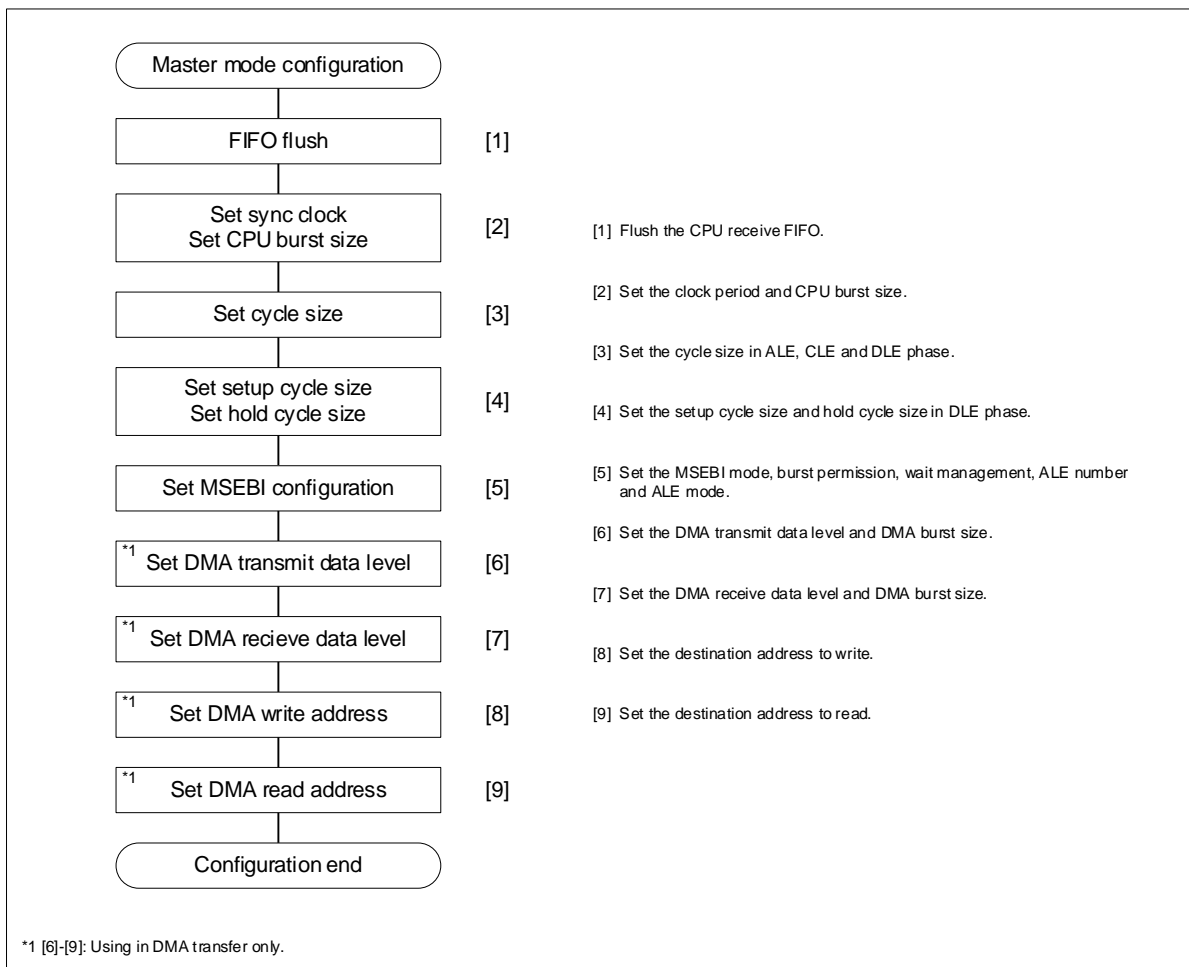 Master mode configuration
FIFO flush
[1]
Set sync clock
Set CPU burst size
[2]
Set cycle size
[3]
Set setup cycle size
Set hold cycle size
[4]
Set MSEBI configuration
[5]
*1
Set DMA transmit data level
[6]
*1
Set DMA recieve data level
[7]
*1
Set DMA write address
[8]
*1
Set DMA read address
[9]
Configuration end
[1] Flush the CPU receive FIFO.
[2] Set the clock period and CPU burst size.
[3] Set the cycle size in ALE, CLE and DLE phase.
[4] Set the setup cycle size and hold cycle size in DLE phase.
[5] Set the MSEBI mode, burst permission, wait management, ALE number
and ALE mode.
[6] Set the DMA transmit data level and DMA burst size.
[7] Set the DMA receive data level and DMA burst size.
[8] Set the destination address to write.
[9] Set the destination address to read.
*1 [6]-[9]: Using in DMA transfer only.